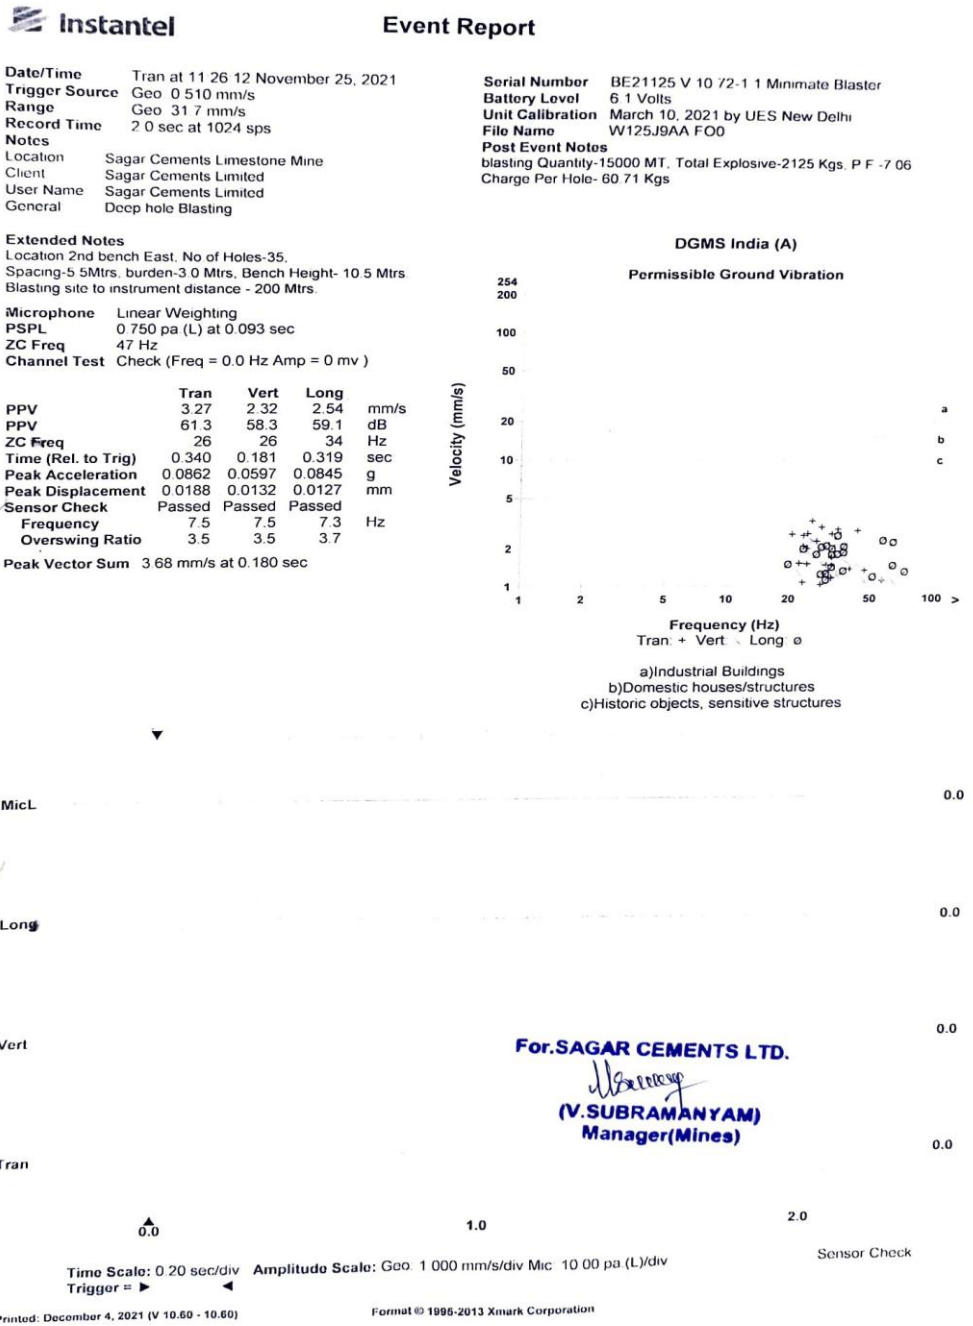 instantel
Event Report
Date/Time Tran at 11 26 12 November 25, 2021
Trigger Source Geo 0 510 mm/s
Range Geo 31 7 mm/s
Record Time 2 0 sec at 1024 sps
Notes
Location Sagar Cements Limestone Mine
Client Sagar Cements Limited
User Name Sagar Cements Limited
General Deep hole Blasting
Serial Number BE21125 V 10 72-1 1 Minimate Blaster
Battery Level 6 1 Volts
Unit Calibration March 10, 2021 by UES New Delhi
File Name W125J9AA FO0
Post Event Notes
blasting Quantity-15000 MT, Total Explosive-2125 Kgs, P F -7 06
Charge Per Hole- 60 71 Kgs
Extended Notes
Location 2nd bench East, No of Holes-35,
Spacing-5 5Mtrs, burden-3 0 Mtrs, Bench Height- 10 5 Mtrs
Blasting site to instrument distance - 200 Mtrs.
Microphone Linear Weighting
PSPL 0.750 pa.(L) at 0.093 sec
ZC Freq 47 Hz
Channel Test Check (Freq = 0.0 Hz Amp = 0 mv )
Tran Vert Long
PPV 3.27 2.32 2.54 mm/s
PPV 61.3 58.3 59.1 dB
ZC Freq 26 26 34 Hz
Time (Rel. to Trig) 0.340 0.181 0.319 sec
Peak Acceleration 0.0862 0.0597 0.0845 g
Peak Displacement 0.0188 0.0132 0.0127 mm
Sensor Check Passed Passed Passed
Frequency 7.5 7.5 7.3 Hz
Overswing Ratio 3.5 3.5 3.7
Peak Vector Sum 3 68 mm/s at 0.180 sec
DGMS India (A)
Permissible Ground Vibration
254
200
100
50
20
10
5
2
1
Velocity (mm/s)
a
b
c
1 2 5 10 20 50 100 >
Frequency (Hz)
Tran: + Vert: Long: ø
a)Industrial Buildings
b)Domestic houses/structures
c)Historic objects, sensitive structures
MicL 0.0
Long 0.0
Vert 0.0
Tran 0.0
For.SAGAR CEMENTS LTD.
(V.SUBRAMANYAM)
Manager(Mines)
0.0 1.0 2.0
Time Scale: 0.20 sec/div Amplitude Scale: Geo: 1 000 mm/s/div Mic: 10 00 pa.(L)/div
Sensor Check
Trigger = ▶ ◀
Printed: December 4, 2021 (V 10.60 - 10.60)
Format © 1995-2013 Xmark Corporation